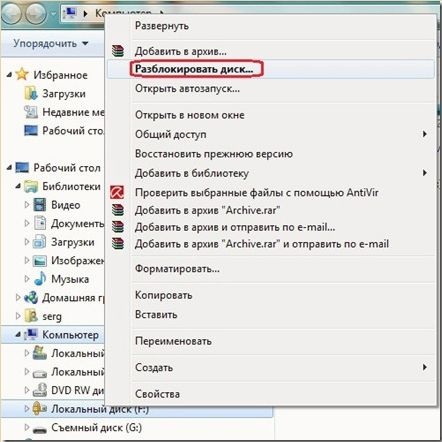 Компьютер
Упорядочить
Избранное
Загрузки
Недавние ме
Рабочий стол
Рабочий стол
Библиотеки
Видео
Документы
Загрузки
Изображен
Музыка
Домашняя гр
serg
Компьютер
Локальный
Локальный
DVD RW ди
Локальный диск (F:)
Съемный диск (G:)
Развернуть
Добавить в архив...
Разблокировать диск...
Открыть автозапуск...
Открыть в новом окне
Общий доступ
Восстановить прежнюю версию
Добавить в библиотеку
Проверить выбранные файлы с помощью AntiVir
Добавить в архив "Archive.rar"
Добавить в архив и отправить по e-mail...
Добавить в архив "Archive.rar" и отправить по e-mail
Форматировать...
Копировать
Вставить
Переименовать
Создать
Свойства